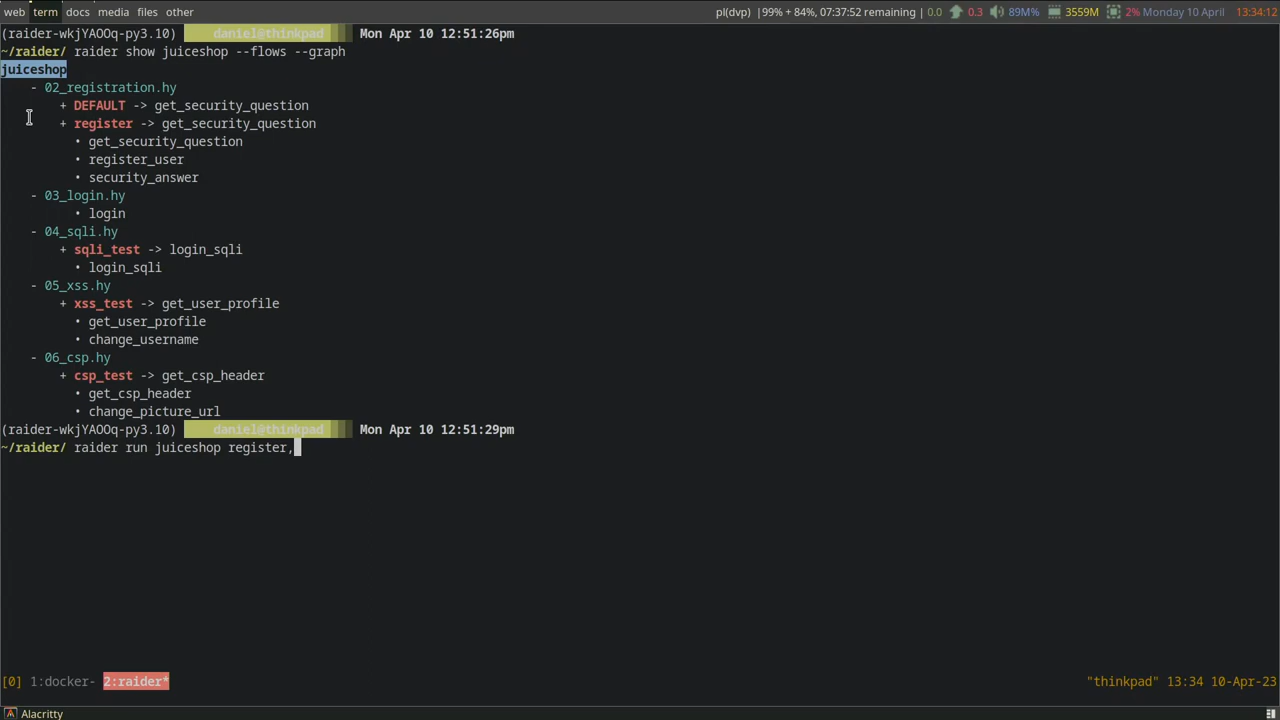 web term docs media files other pl(dvp) |99% + 84%, 07:37:52 remaining | 0.0 0.3 89M% 3559M 2% Monday 10 April 13:34:12
(raider-wkjYAOOq-py3.10) daniel@thinkpad Mon Apr 10 12:51:26pm
~/raider/ raider show juiceshop --flows --graph
juiceshop
- 02_registration.hy
+ DEFAULT -> get_security_question
+ register -> get_security_question
• get_security_question
• register_user
• security_answer
- 03_login.hy
• login
- 04_sqli.hy
+ sqli_test -> login_sqli
• login_sqli
- 05_xss.hy
+ xss_test -> get_user_profile
• get_user_profile
• change_username
- 06_csp.hy
+ csp_test -> get_csp_header
• get_csp_header
• change_picture_url
(raider-wkjYAOOq-py3.10) daniel@thinkpad Mon Apr 10 12:51:29pm
~/raider/ raider run juiceshop register,
[0] 1:docker- 2:raider* "thinkpad" 13:34 10-Apr-23
Alacritty